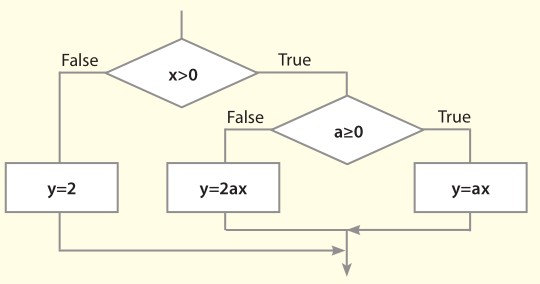 x>0
False
True
a≥0
False
True
y=2
y=2ax
y=ax